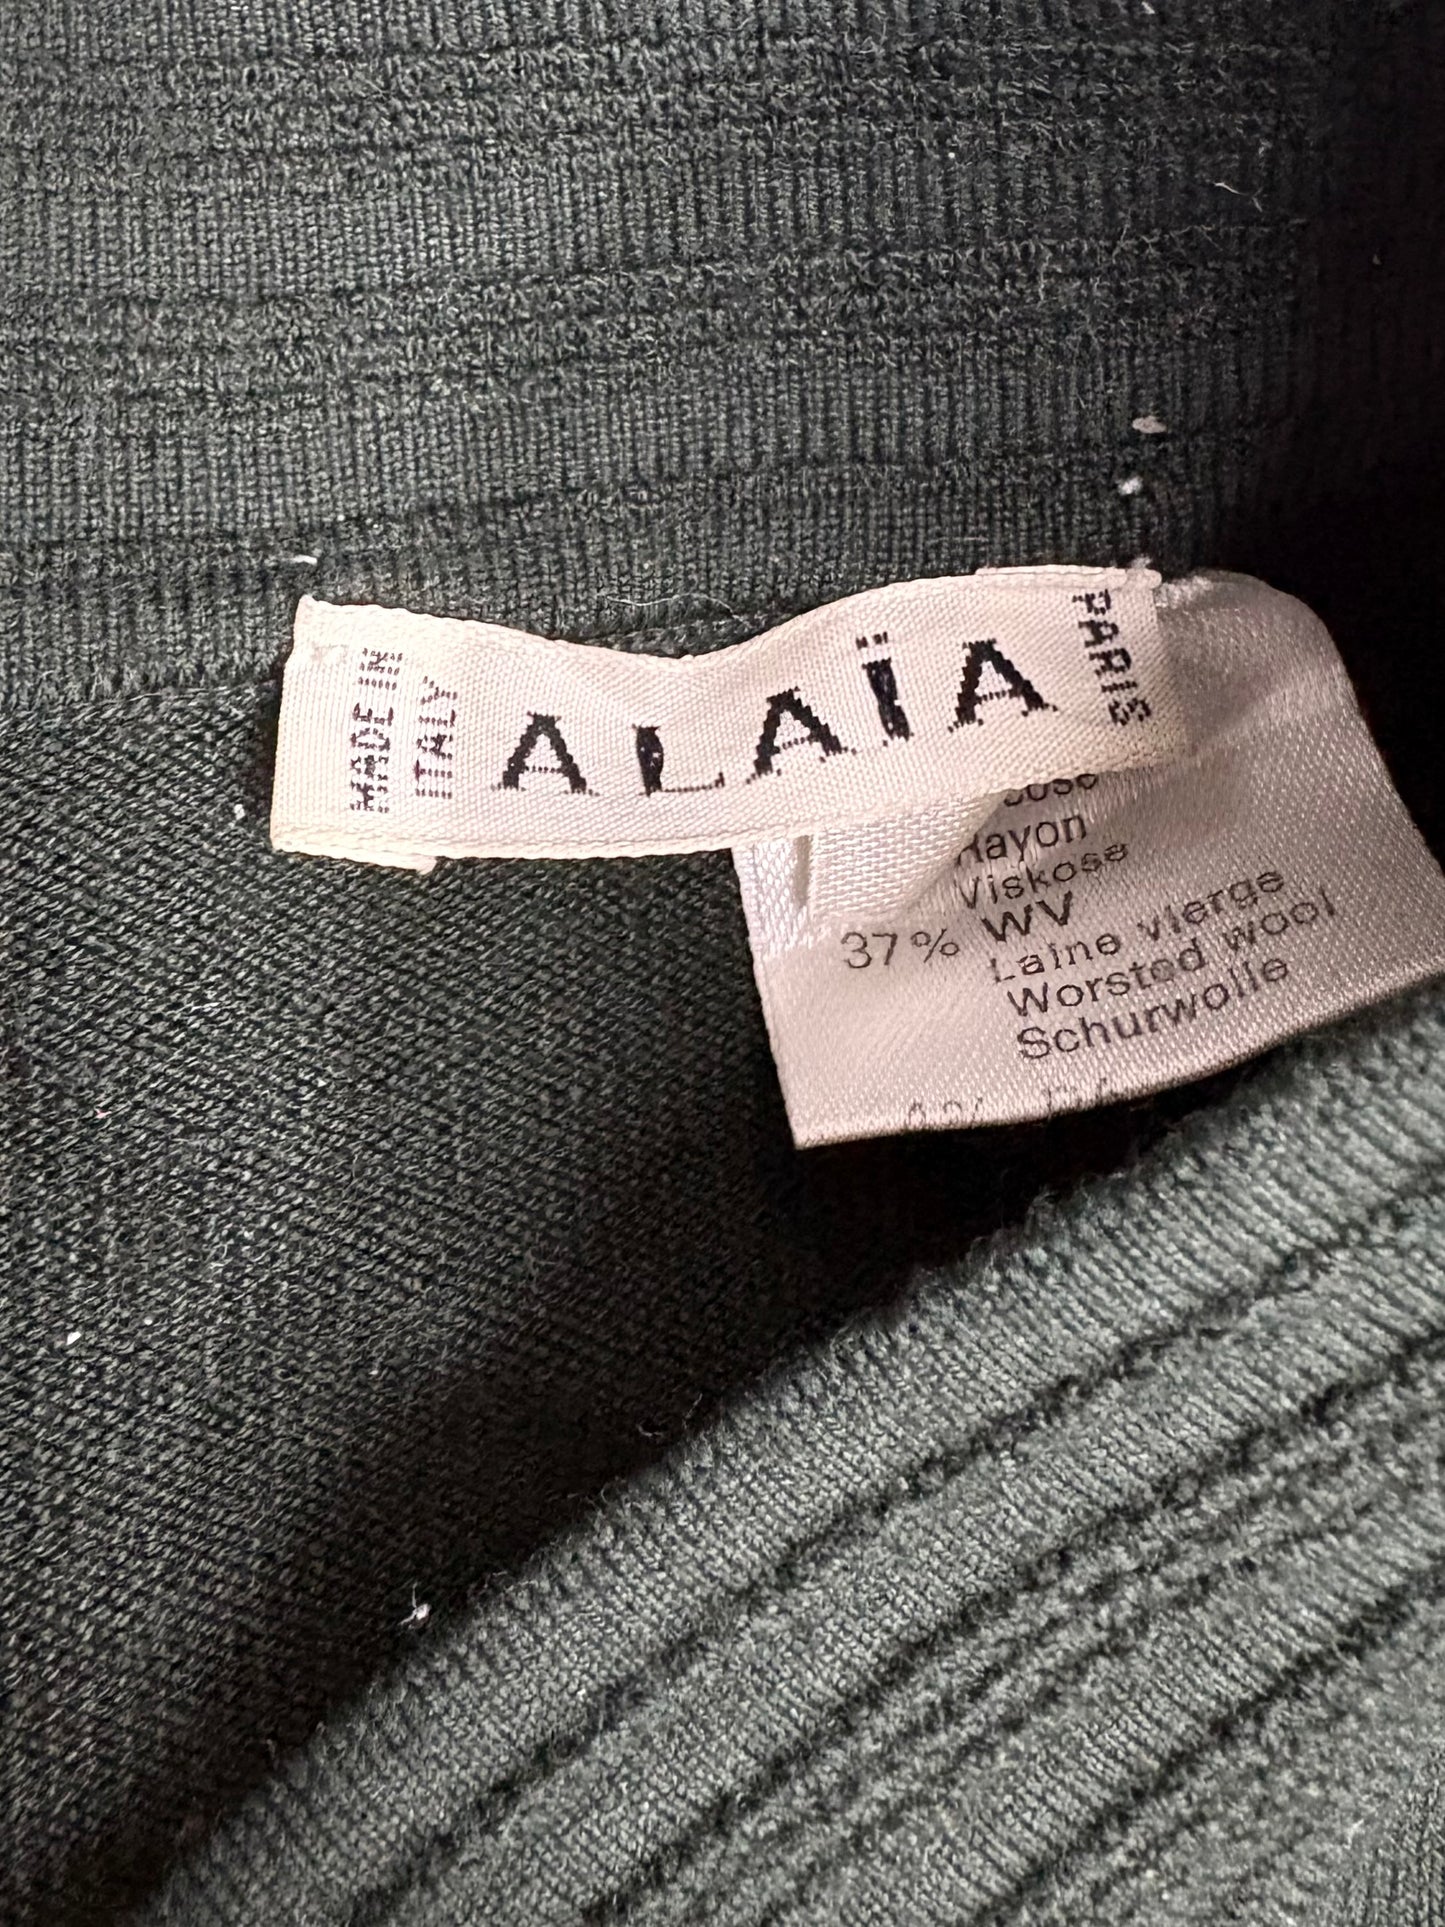 MADE IN
ITALY
ALAÏA
PARIS
Rayon
Viskose
37% WV
Laine vierge
Worsted wool
Schurwolle